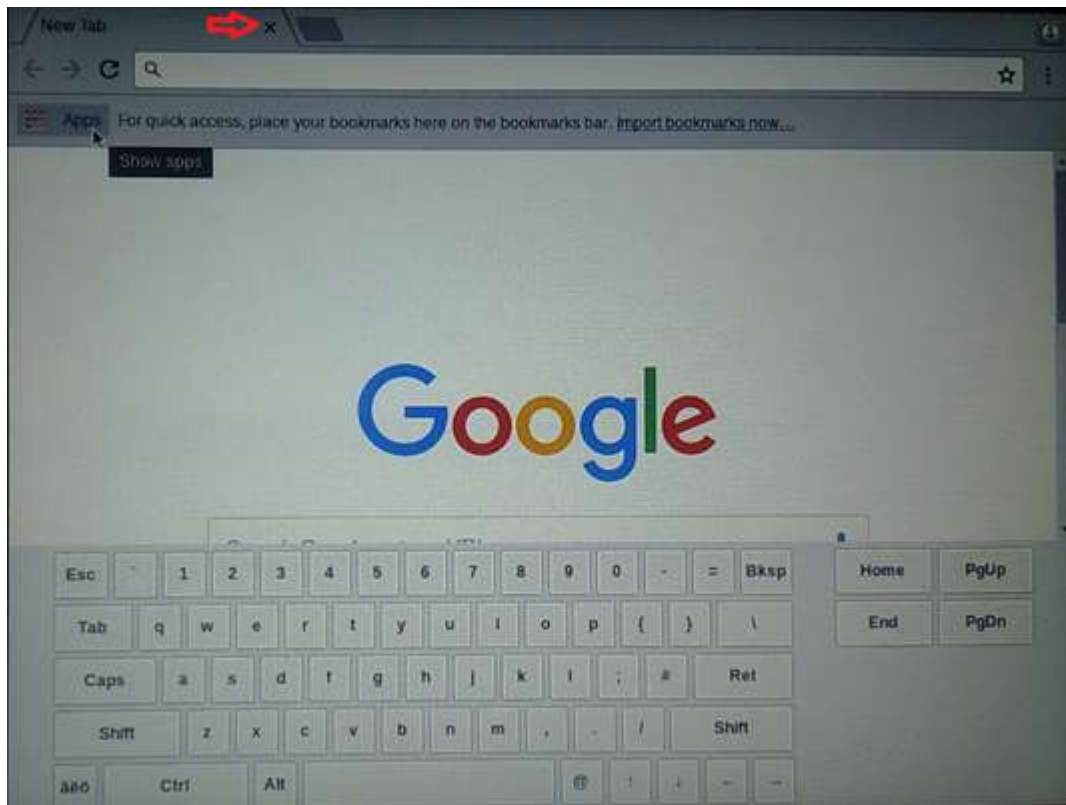 New Tab
Apps For quick access, place your bookmarks here on the bookmarks bar. Import bookmarks now...
Show apps
Google
Esc ` 1 2 3 4 5 6 7 8 9 0 - = Bksp Home PgUp
Tab q w e r t y u i o p { } \ End PgDn
Caps a s d f g h j k l ; # Ret
Shift z x c v b n m , . / Shift
äëö Ctrl Alt @ ↑ ↓ ← →